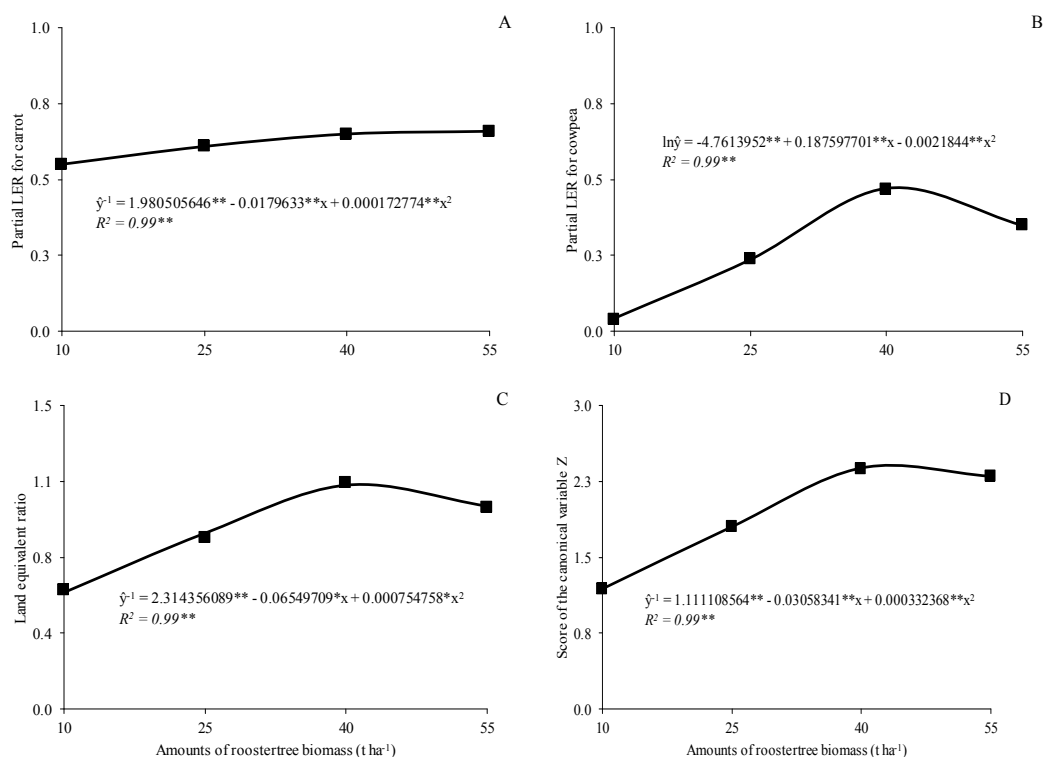 A
1.0
0.8
0.5
0.3
0.0
10 25 40 55
Partial LER for carrot
ŷ⁻¹ = 1.980505646** - 0.0179633**x + 0.000172774**x²
R² = 0.99**
B
1.0
0.8
0.5
0.3
0.0
10 25 40 55
Partial LER for cowpea
lnŷ = -4.7613952** + 0.187597701**x - 0.0021844**x²
R² = 0.99**
C
1.5
1.1
0.8
0.4
0.0
10 25 40 55
Land equivalent ratio
ŷ⁻¹ = 2.314356089** - 0.06549709*x + 0.000754758*x²
R² = 0.99**
Amounts of roostertree biomass (t ha⁻¹)
D
3.0
2.3
1.5
0.8
0.0
10 25 40 55
Score of the canonical variable Z
ŷ⁻¹ = 1.111108564** - 0.03058341**x + 0.000332368**x²
R² = 0.99**
Amounts of roostertree biomass (t ha⁻¹)